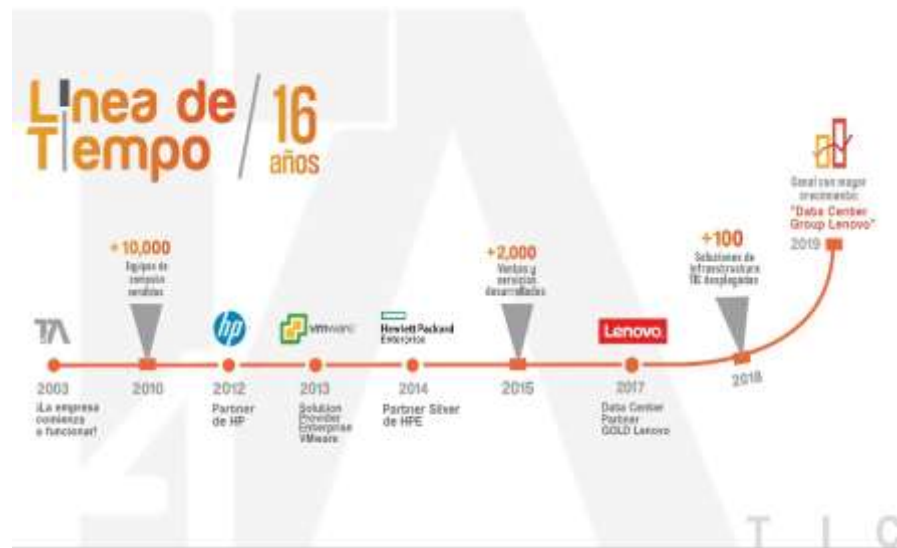 Línea de
Tiempo
16
años
+10,000
Equipos de
cómputo
vendidos
+2,000
Ventas y
servicios
desarrollados
+100
Soluciones de
infraestructura
TIC desplegadas
Canal con mayor
crecimiento:
"Data Center
Group Lenovo"
2019
TA
hp
vmware
Hewlett Packard
Enterprise
Lenovo
2003
¡La empresa
comienza
a funcionar!
2010
2012
Partner
de HP
2013
Solution
Provider
Enterprise
VMware
2014
Partner Silver
de HPE
2015
2017
Data Center
Partner
GOLD Lenovo
2018
T I C